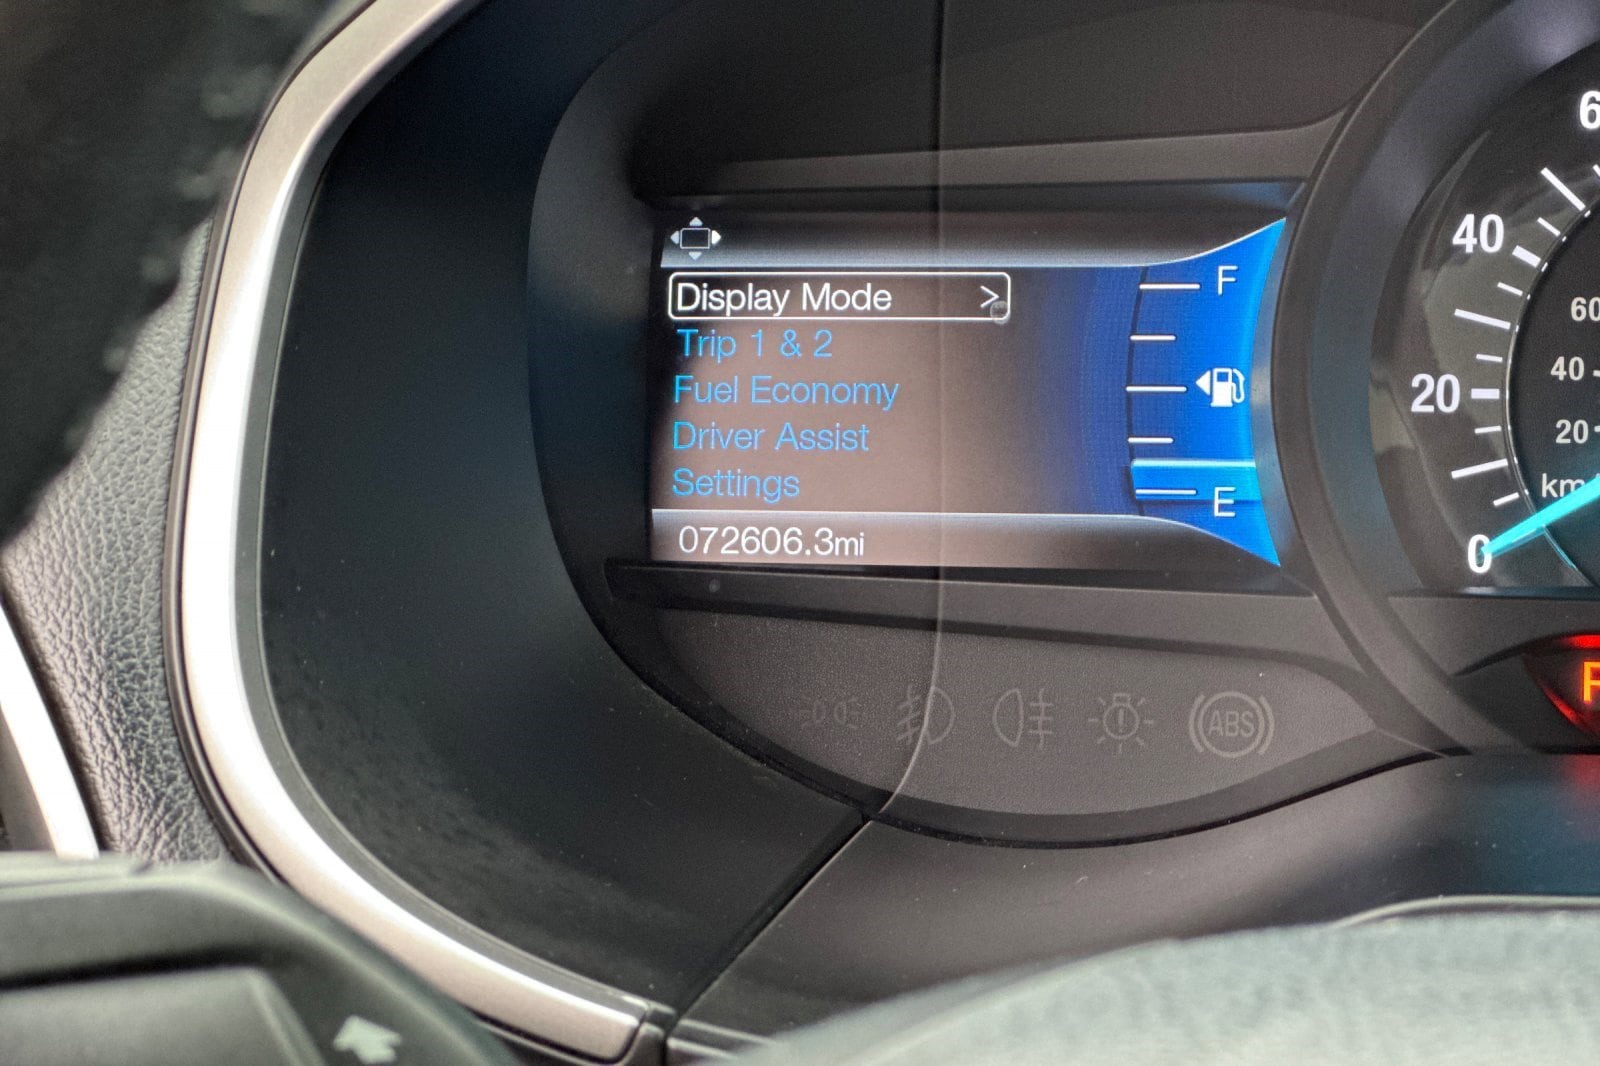 Display Mode >
Trip 1 & 2
Fuel Economy
Driver Assist
Settings
072606.3mi
F
E
40
20
0
60
40
20
ABS